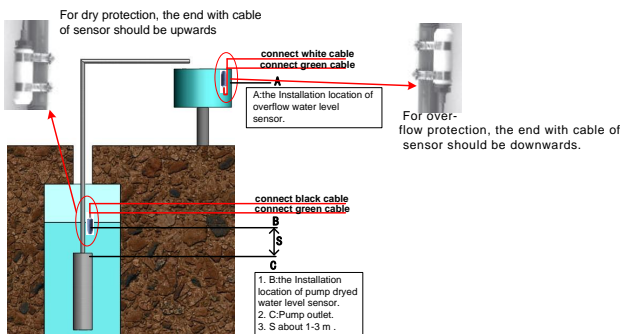 For dry protection, the end with cable
of sensor should be upwards
connect white cable
connect green cable
A
A:the Installation location of
overflow water level
sensor.
For over-
flow protection, the end with cable of
sensor should be downwards.
connect black cable
connect green cable
B
S
C
1. B:the Installation
location of pump dryed
water level sensor.
2. C:Pump outlet.
3. S about 1-3 m .